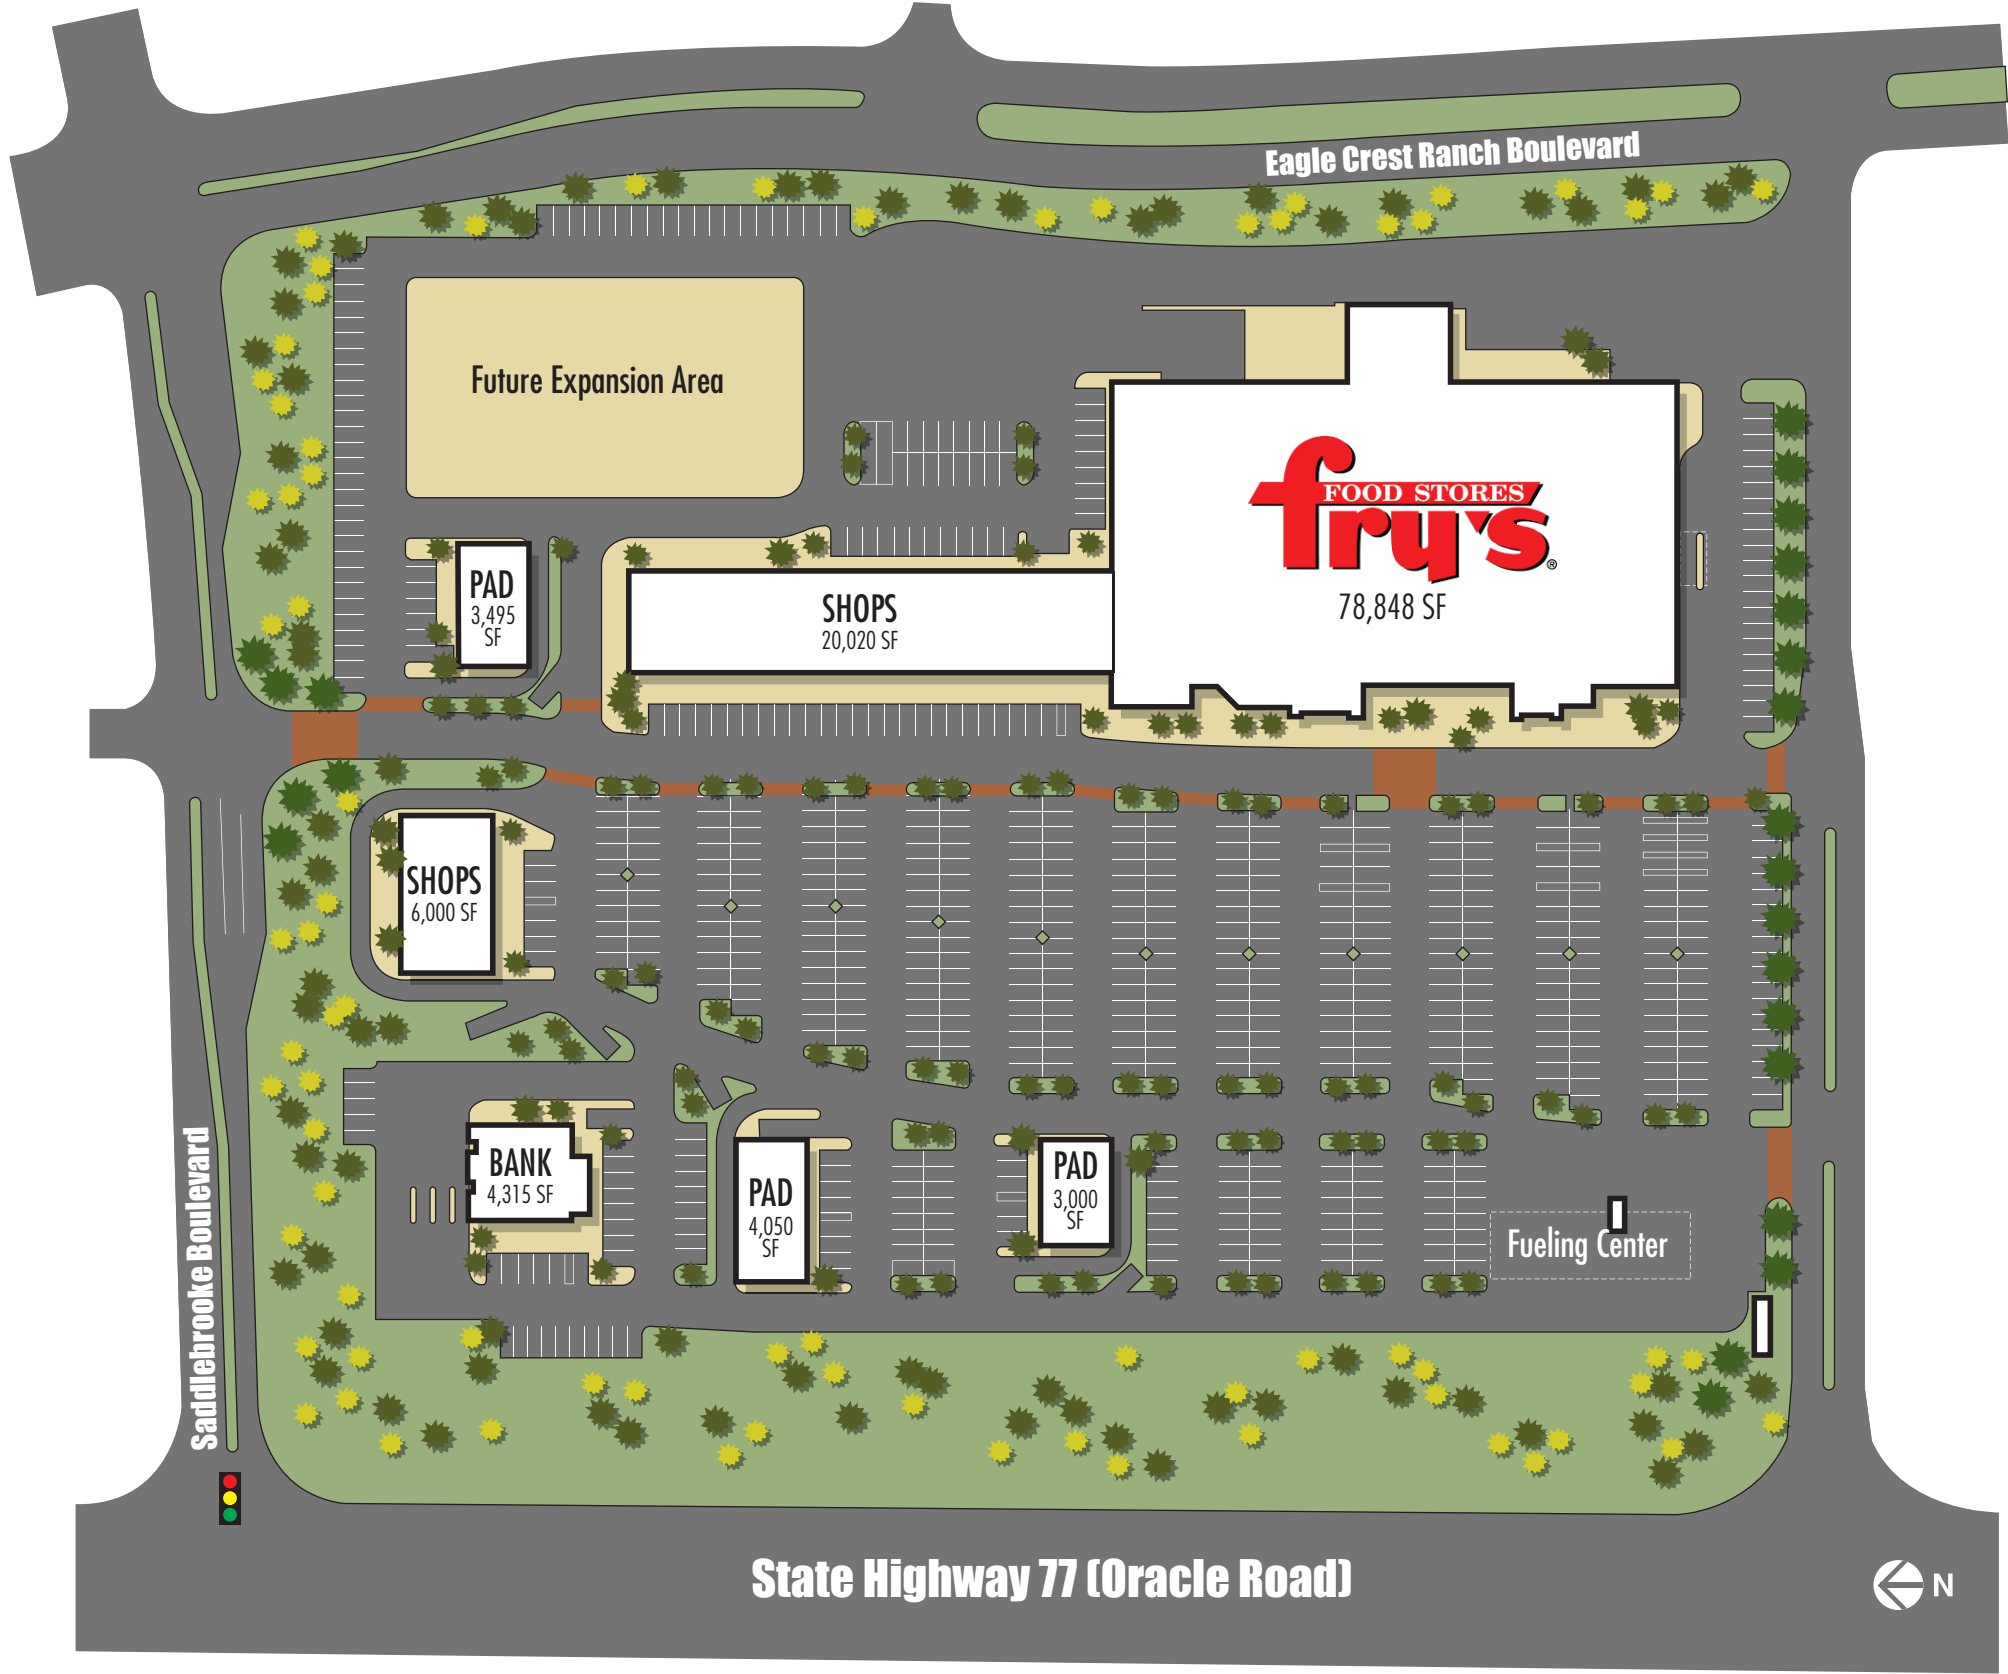 Eagle Crest Ranch Boulevard
Future Expansion Area
fry's
FOOD STORES
®
78,848 SF
PAD
3,495
SF
SHOPS
20,020 SF
SHOPS
6,000 SF
BANK
4,315 SF
PAD
4,050
SF
PAD
3,000
SF
Fueling Center
Saddlebrooke Boulevard
State Highway 77 (Oracle Road)
N